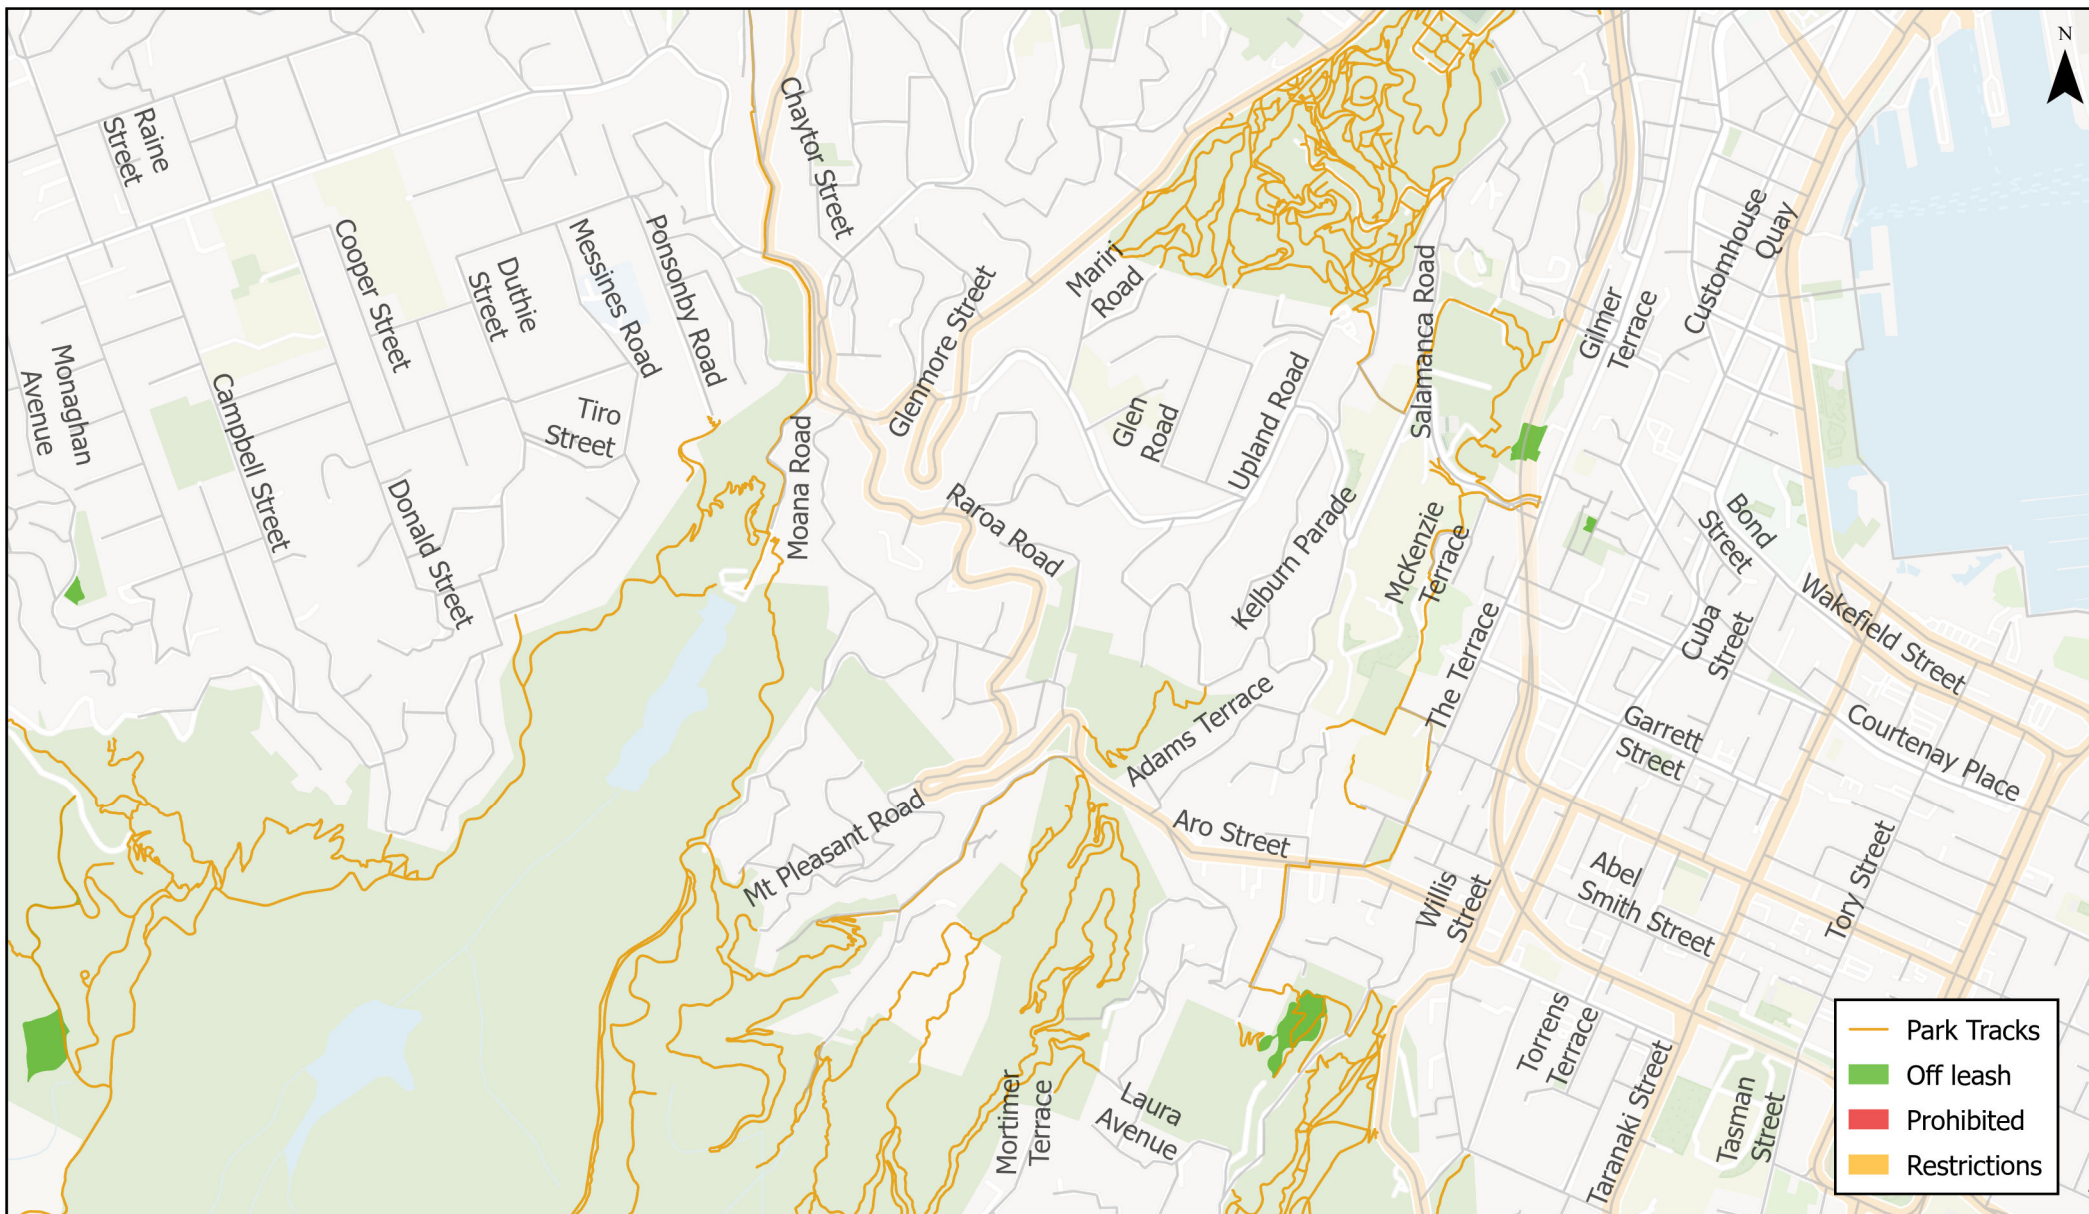 N
Raine
Street
Chaytor Street
Cooper Street
Duthie
Street
Messines Road
Ponsonby Road
Glenmore Street
Mariri
Road
Salamanca Road
Gilmer
Terrace
Customhouse
Quay
Monaghan
Avenue
Campbell Street
Donald Street
Tiro
Street
Moana Road
Raroa Road
Glen
Road
Upland Road
Kelburn Parade
McKenzie
Terrace
The Terrace
Bond
Street
Cuba
Street
Wakefield Street
Garrett
Street
Courtenay Place
Adams Terrace
Aro Street
Mt Pleasant Road
Willis
Street
Abel
Smith Street
Tory Street
Torrens
Terrace
Taranaki Street
Tasman
Street
Mortimer
Terrace
Laura
Avenue
Park Tracks
Off leash
Prohibited
Restrictions